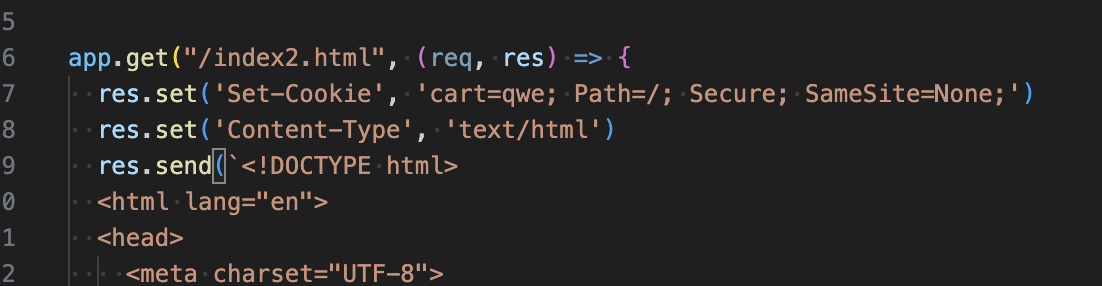 5
6 app.get("/index2.html", (req, res) => {
7 res.set('Set-Cookie', 'cart=qwe; Path=/; Secure; SameSite=None;')
8 res.set('Content-Type', 'text/html')
9 res.send(`<!DOCTYPE html>
0 <html lang="en">
1 <head>
2 <meta charset="UTF-8">